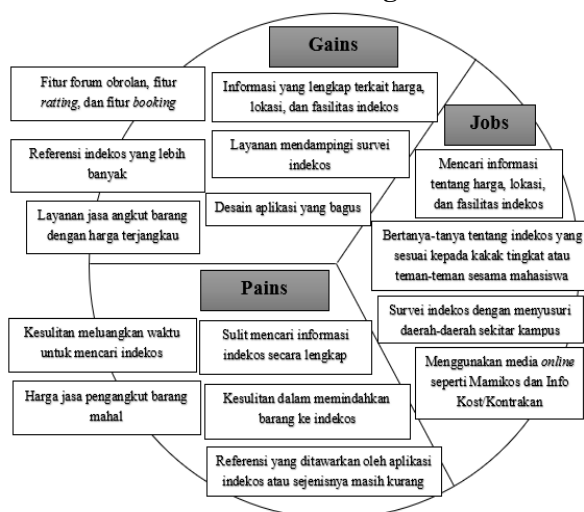 Gains
Fitur forum obrolan, fitur
ratting, dan fitur booking
Informasi yang lengkap terkait harga,
lokasi, dan fasilitas indekos
Referensi indekos yang lebih
banyak
Layanan mendampingi survei
indekos
Layanan jasa angkut barang
dengan harga terjangkau
Desain aplikasi yang bagus
Jobs
Mencari informasi
tentang harga, lokasi,
dan fasilitas indekos
Bertanya-tanya tentang indekos yang
sesuai kepada kakak tingkat atau
teman-teman sesama mahasiswa
Survei indekos dengan menyusuri
daerah-daerah sekitar kampus
Menggunakan media online
seperti Mamikos dan Info
Kost/Kontrakan
Pains
Kesulitan meluangkan waktu
untuk mencari indekos
Sulit mencari informasi
indekos secara lengkap
Harga jasa pengangkut barang
mahal
Kesulitan dalam memindahkan
barang ke indekos
Referensi yang ditawarkan oleh aplikasi
indekos atau sejenisnya masih kurang